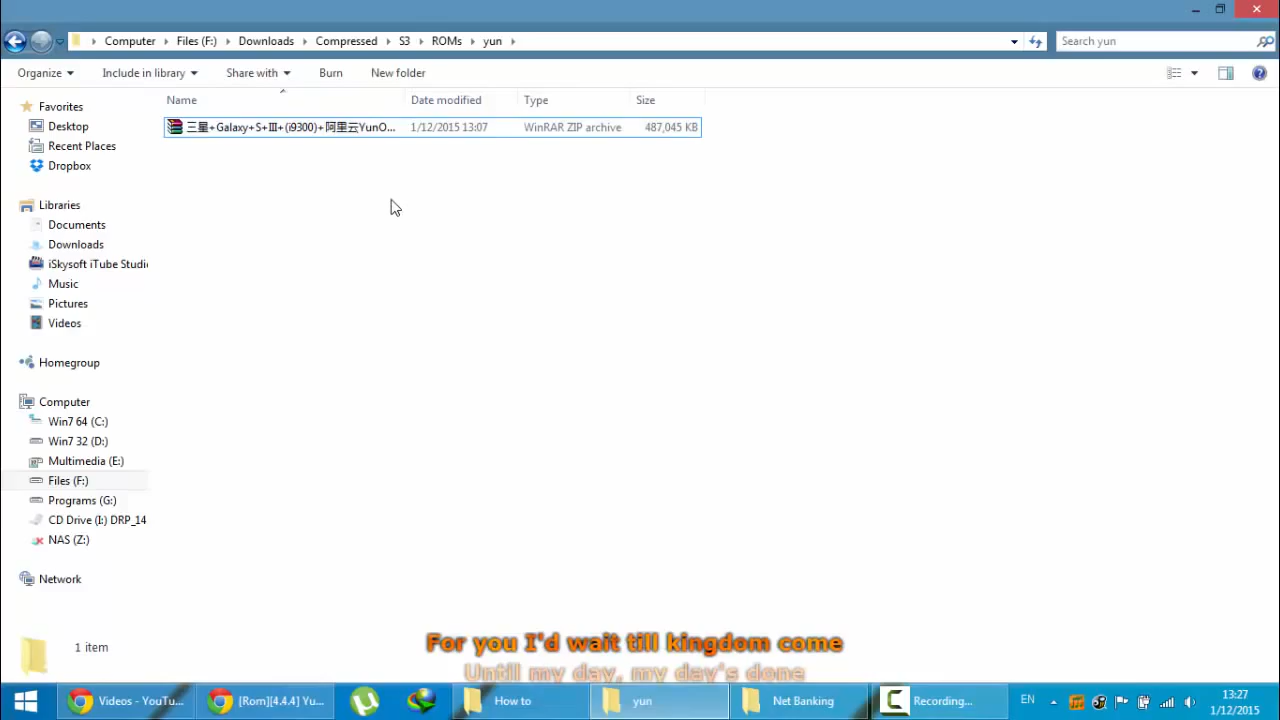 Computer ▸ Files (F:) ▸ Downloads ▸ Compressed ▸ S3 ▸ ROMs ▸ yun ▸
Search yun
Organize Include in library Share with Burn New folder
Name Date modified Type Size
三星+Galaxy+S+Ⅲ+(i9300)+阿里云YunO... 1/12/2015 13:07 WinRAR ZIP archive 487,045 KB
Favorites
Desktop
Recent Places
Dropbox
Libraries
Documents
Downloads
iSkysoft iTube Studi
Music
Pictures
Videos
Homegroup
Computer
Win7 64 (C:)
Win7 32 (D:)
Multimedia (E:)
Files (F:)
Programs (G:)
CD Drive (I:) DRP_14
NAS (Z:)
Network
1 item
For you I'd wait till kingdom come
Untill my day, my day's done
Videos - YouTu... [Rom][4.4.4] Yu... How to yun Net Banking Recording... EN 13:27
1/12/2015